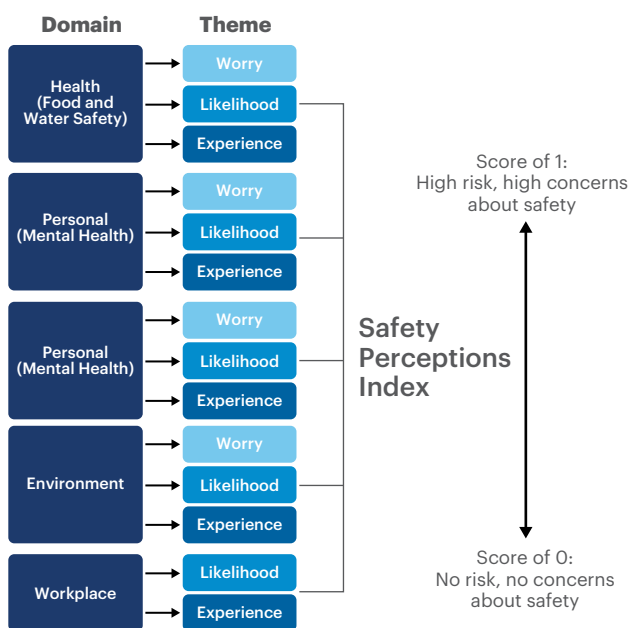 Domain
Theme
Health
(Food and
Water Safety)
Worry
Likelihood
Experience
Personal
(Mental Health)
Worry
Likelihood
Experience
Personal
(Mental Health)
Worry
Likelihood
Experience
Environment
Worry
Likelihood
Experience
Workplace
Likelihood
Experience
Safety
Perceptions
Index
Score of 1:
High risk, high concerns
about safety
Score of 0:
No risk, no concerns
about safety